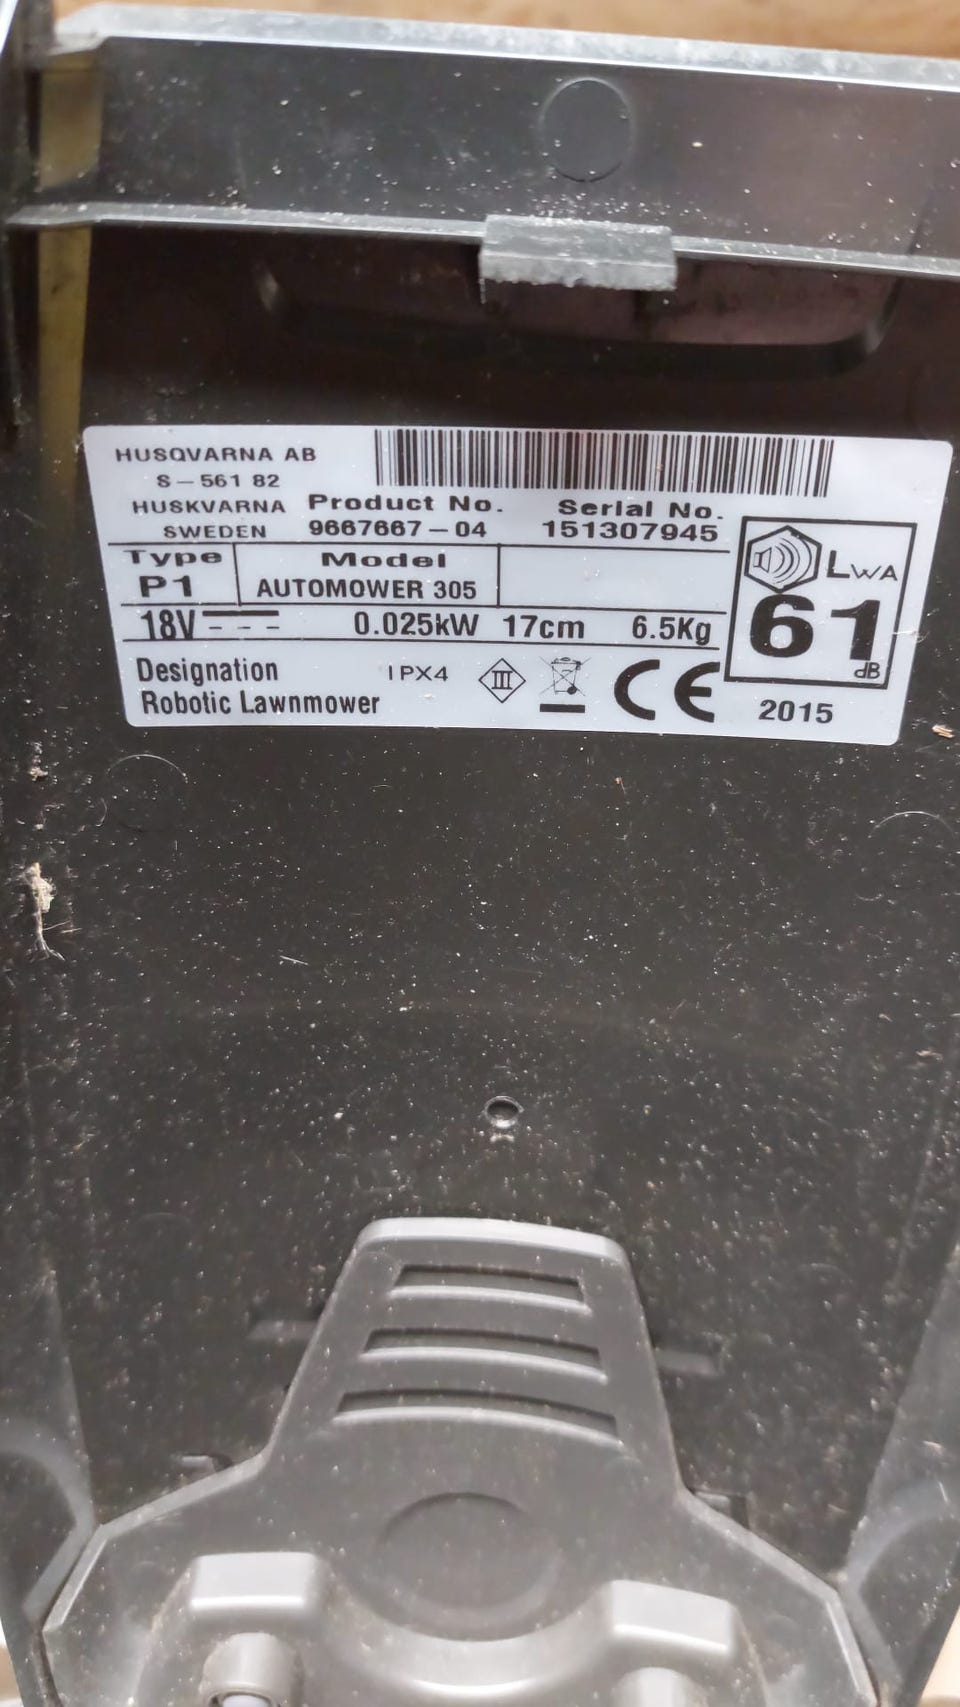 HUSQVARNA AB
S-561 82
HUSKVARNA
SWEDEN
Product No. Serial No.
9667667-04 151307945
Type Model
P1 AUTOMOWER 305
LWA
61
dB
18V 0.025kW 17cm 6.5Kg
Designation IPX4 III CE
Robotic Lawnmower 2015